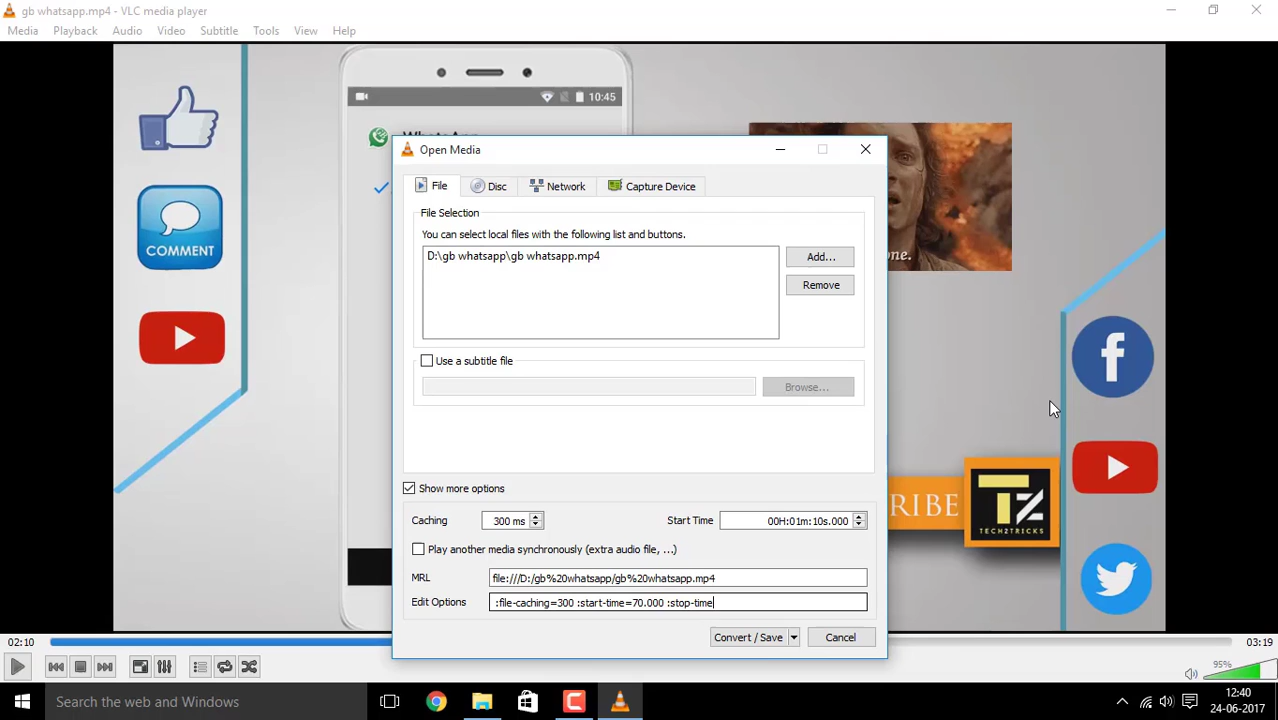 gb whatsapp.mp4 - VLC media player
Media Playback Audio Video Subtitle Tools View Help
10:45
WhatsApp
COMMENT
one.
Open Media
File Disc Network Capture Device
File Selection
You can select local files with the following list and buttons.
D:\gb whatsapp\gb whatsapp.mp4
Add...
Remove
Use a subtitle file
Browse...
Show more options
Caching 300 ms Start Time 00H:01m:10s.000
Play another media synchronously (extra audio file, ...)
MRL file:///D:/gb%20whatsapp/gb%20whatsapp.mp4
Edit Options :file-caching=300 :start-time=70.000 :stop-time
Convert / Save Cancel
f
RIBE
TZ
TECH2TRICKS
02:10 03:19
95%
Search the web and Windows
12:40
24-06-2017